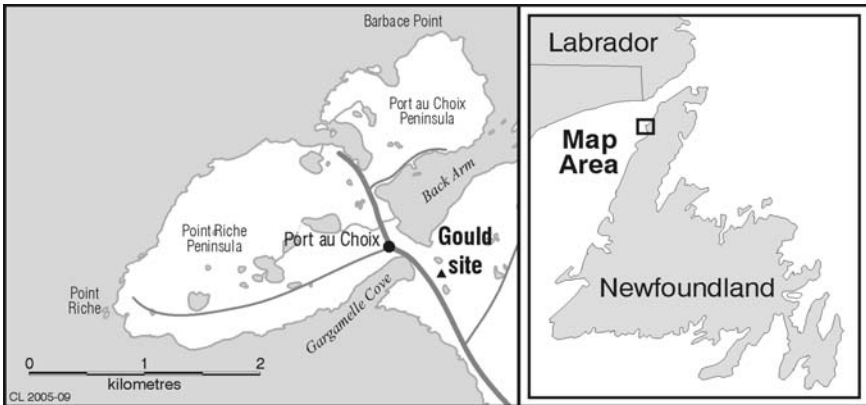 Barbace Point
Port au Choix
Peninsula
Back Arm
Point Riche
Peninsula
Port au Choix
Gould
site
Point
Riche
Gargamelle Cove
0 1 2
kilometres
CL 2005-09
Labrador
Map
Area
Newfoundland